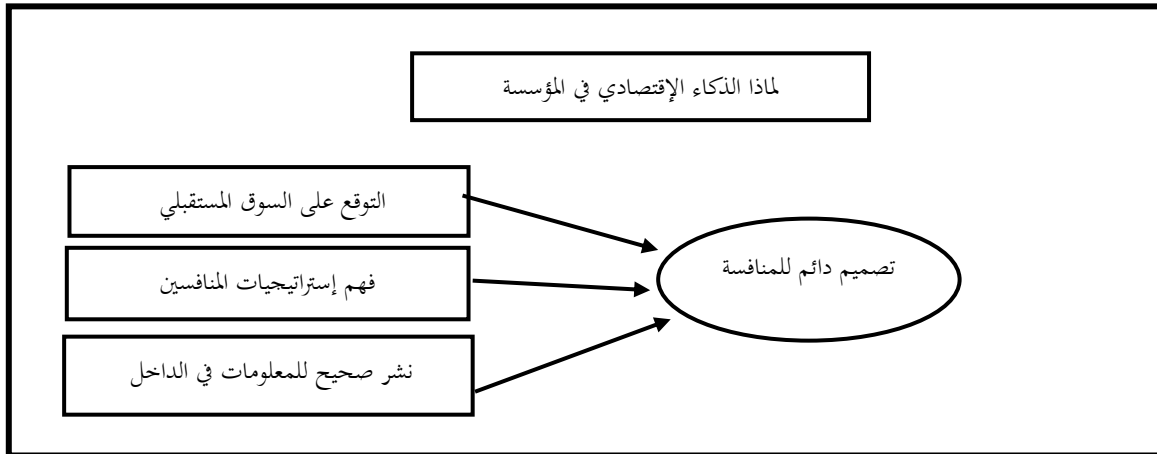 لماذا الذكاء الإقتصادي في المؤسسة
التوقع على السوق المستقبلي
فهم إستراتيجيات المنافسين
نشر صحيح للمعلومات في الداخل
تصميم دائم للمنافسة